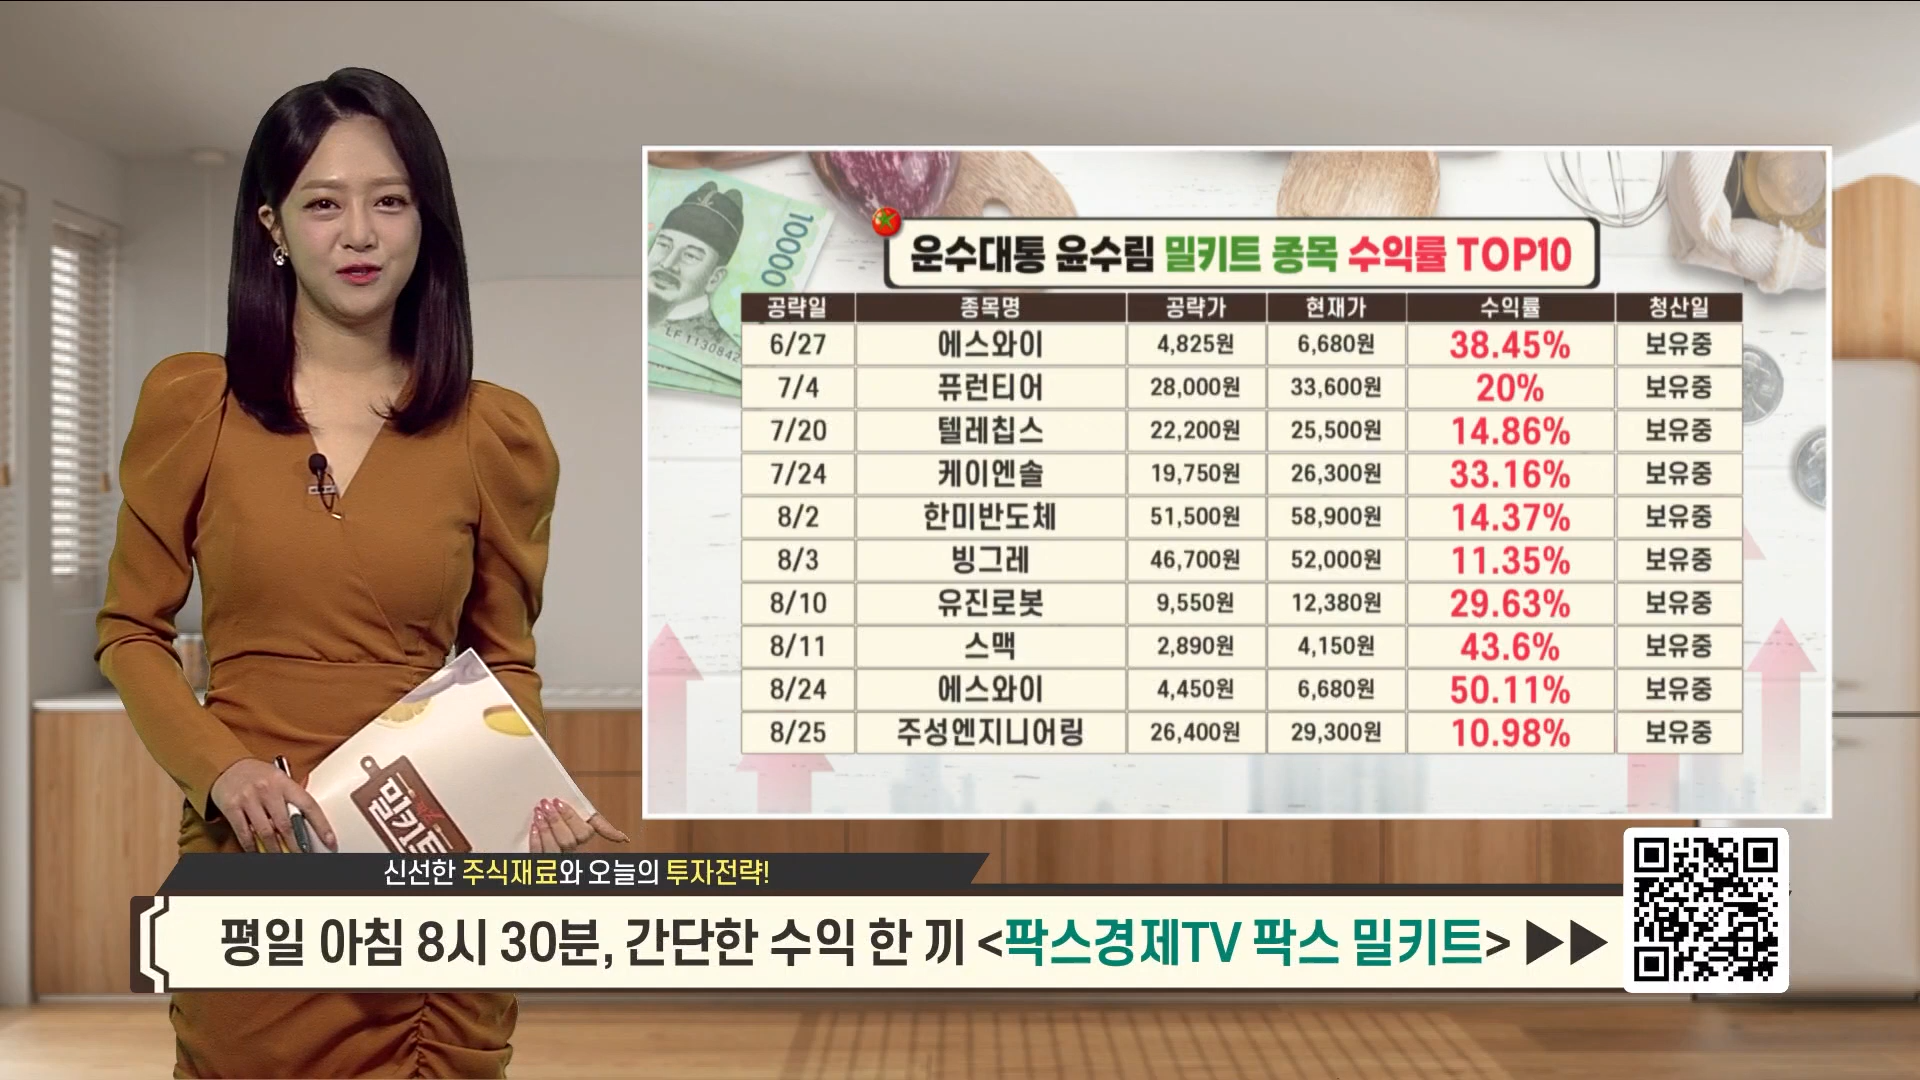 10000
LF 1130842
운수대통 윤수림 밀키트 종목 수익률 TOP10
공략일 종목명 공략가 현재가 수익률 청산일
6/27 에스와이 4,825원 6,680원 38.45% 보유중
7/4 퓨런티어 28,000원 33,600원 20% 보유중
7/20 텔레칩스 22,200원 25,500원 14.86% 보유중
7/24 케이엔솔 19,750원 26,300원 33.16% 보유중
8/2 한미반도체 51,500원 58,900원 14.37% 보유중
8/3 빙그레 46,700원 52,000원 11.35% 보유중
8/10 유진로봇 9,550원 12,380원 29.63% 보유중
8/11 스맥 2,890원 4,150원 43.6% 보유중
8/24 에스와이 4,450원 6,680원 50.11% 보유중
8/25 주성엔지니어링 26,400원 29,300원 10.98% 보유중
밀키트
신선한 주식재료와 오늘의 투자전략!
평일 아침 8시 30분, 간단한 수익 한 끼 <팍스경제TV 팍스 밀키트> ▶▶